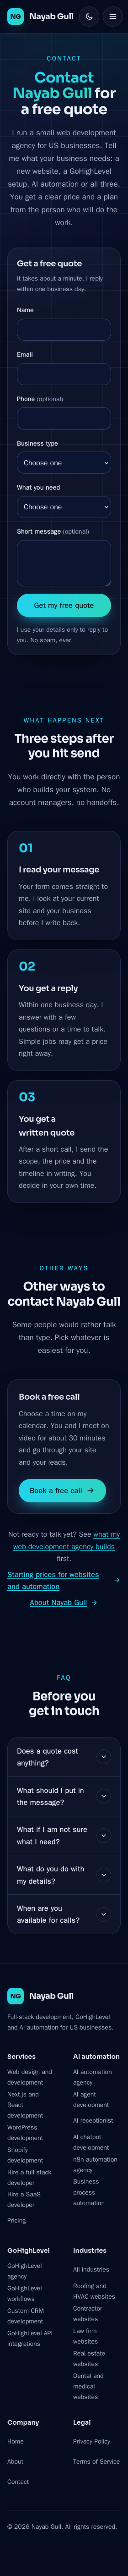 NG Nayab Gull
CONTACT
Contact
Nayab Gull for
a free quote
I run a small web development
agency for US businesses. Tell
me what your business needs: a
new website, a GoHighLevel
setup, AI automation or all three.
You get a clear price and a plan
from the person who will do the
work.
Get a free quote
It takes about a minute. I reply
within one business day.
Name
Email
Phone (optional)
Business type
Choose one
What you need
Choose one
Short message (optional)
Get my free quote
I use your details only to reply to
you. No spam, ever.
WHAT HAPPENS NEXT
Three steps after
you hit send
You work directly with the person
who builds your system. No
account managers, no handoffs.
01
I read your message
Your form comes straight to
me. I look at your current
site and your business
before I write back.
02
You get a reply
Within one business day, I
answer with a few
questions or a time to talk.
Simple jobs may get a price
right away.
03
You get a
written quote
After a short call, I send the
scope, the price and the
timeline in writing. You
decide in your own time.
OTHER WAYS
Other ways to
contact Nayab Gull
Some people would rather talk
than type. Pick whatever is
easiest for you.
Book a free call
Choose a time on my
calendar. You and I meet on
video for about 30 minutes
and go through your site
and your leads.
Book a free call →
Not ready to talk yet? See what my
web development agency builds
first.
Starting prices for websites
and automation →
About Nayab Gull →
FAQ
Before you
get in touch
Does a quote cost
anything?
What should I put in
the message?
What if I am not sure
what I need?
What do you do with
my details?
When are you
available for calls?
NG Nayab Gull
Full-stack development, GoHighLevel
and AI automation for US businesses.
Services
Web design and
development
Next.js and
React
development
WordPress
development
Shopify
development
Hire a full stack
developer
Hire a SaaS
developer
Pricing
AI automation
AI automation
agency
AI agent
development
AI receptionist
AI chatbot
development
n8n automation
agency
Business
process
automation
GoHighLevel
GoHighLevel
agency
GoHighLevel
workflows
Custom CRM
development
GoHighLevel API
integrations
Industries
All industries
Roofing and
HVAC websites
Contractor
websites
Law firm
websites
Real estate
websites
Dental and
medical
websites
Company
Home
About
Contact
Legal
Privacy Policy
Terms of Service
© 2026 Nayab Gull. All rights reserved.